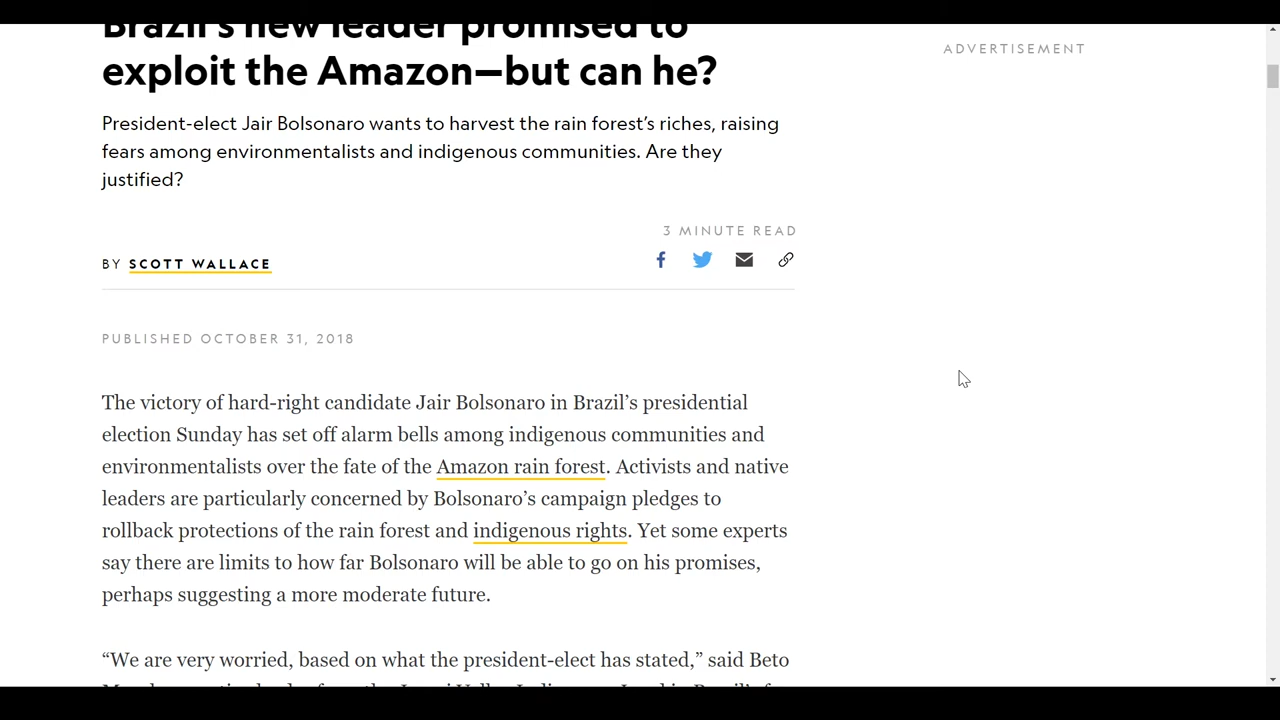 Brazil's new leader promised to
exploit the Amazon—but can he?
ADVERTISEMENT
President-elect Jair Bolsonaro wants to harvest the rain forest's riches, raising
fears among environmentalists and indigenous communities. Are they
justified?
3 MINUTE READ
BY SCOTT WALLACE
PUBLISHED OCTOBER 31, 2018
The victory of hard-right candidate Jair Bolsonaro in Brazil's presidential
election Sunday has set off alarm bells among indigenous communities and
environmentalists over the fate of the Amazon rain forest. Activists and native
leaders are particularly concerned by Bolsonaro's campaign pledges to
rollback protections of the rain forest and indigenous rights. Yet some experts
say there are limits to how far Bolsonaro will be able to go on his promises,
perhaps suggesting a more moderate future.
“We are very worried, based on what the president-elect has stated,” said Beto